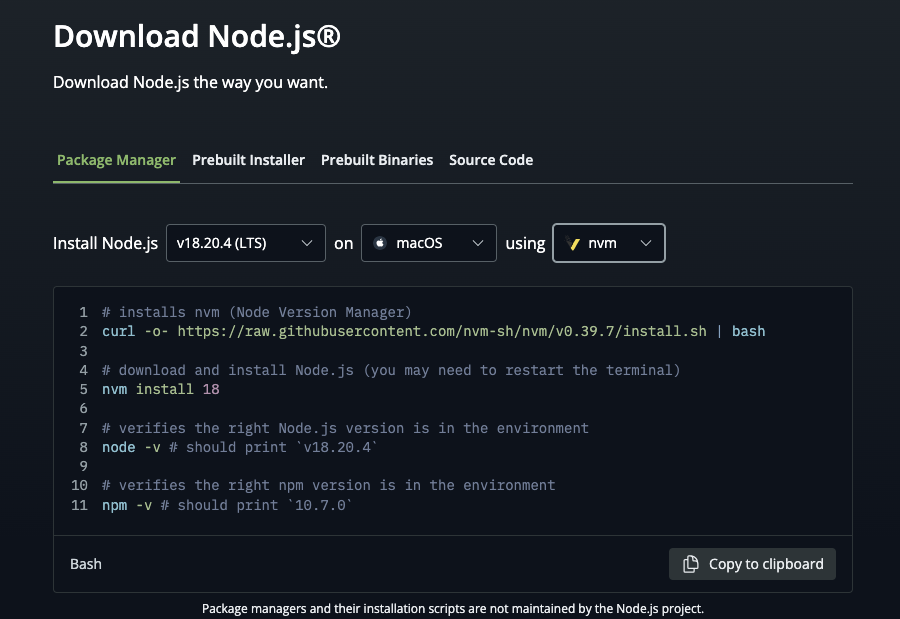 Download Node.js®
Download Node.js the way you want.
Package Manager Prebuilt Installer Prebuilt Binaries Source Code
Install Node.js v18.20.4 (LTS) on macOS using nvm
1 # installs nvm (Node Version Manager)
2 curl -o- https://raw.githubusercontent.com/nvm-sh/nvm/v0.39.7/install.sh | bash
3
4 # download and install Node.js (you may need to restart the terminal)
5 nvm install 18
6
7 # verifies the right Node.js version is in the environment
8 node -v # should print `v18.20.4`
9
10 # verifies the right npm version is in the environment
11 npm -v # should print `10.7.0`
Bash Copy to clipboard
Package managers and their installation scripts are not maintained by the Node.js project.